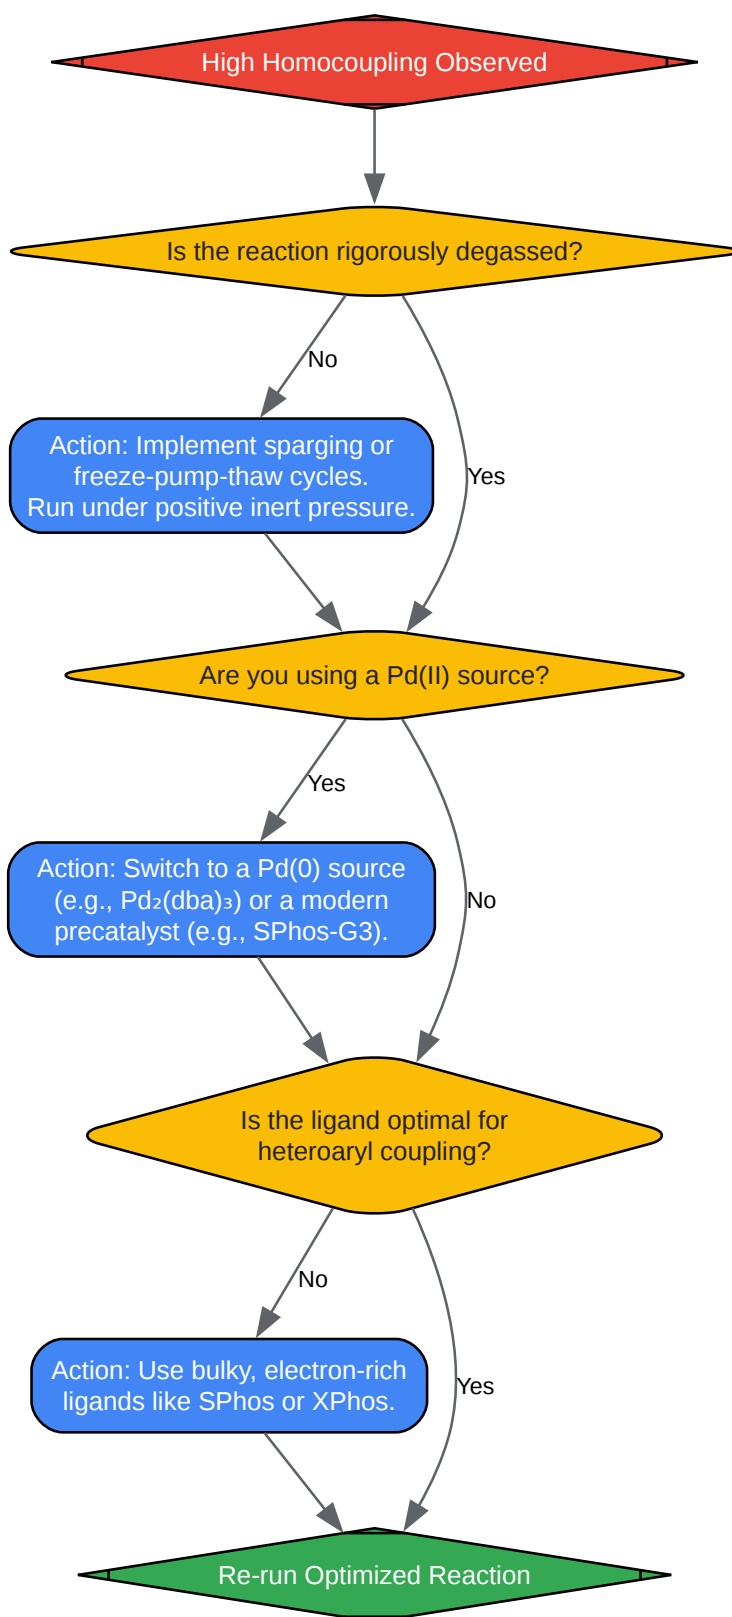 High Homocoupling Observed
Is the reaction rigorously degassed?
No
Action: Implement sparging or
freeze-pump-thaw cycles.
Run under positive inert pressure.
Yes
Are you using a Pd(II) source?
Yes
Action: Switch to a Pd(0) source
(e.g., Pd₂(dba)₃) or a modern
precatalyst (e.g., SPhos-G3).
No
Is the ligand optimal for
heteroaryl coupling?
No
Action: Use bulky, electron-rich
ligands like SPhos or XPhos.
Yes
Re-run Optimized Reaction